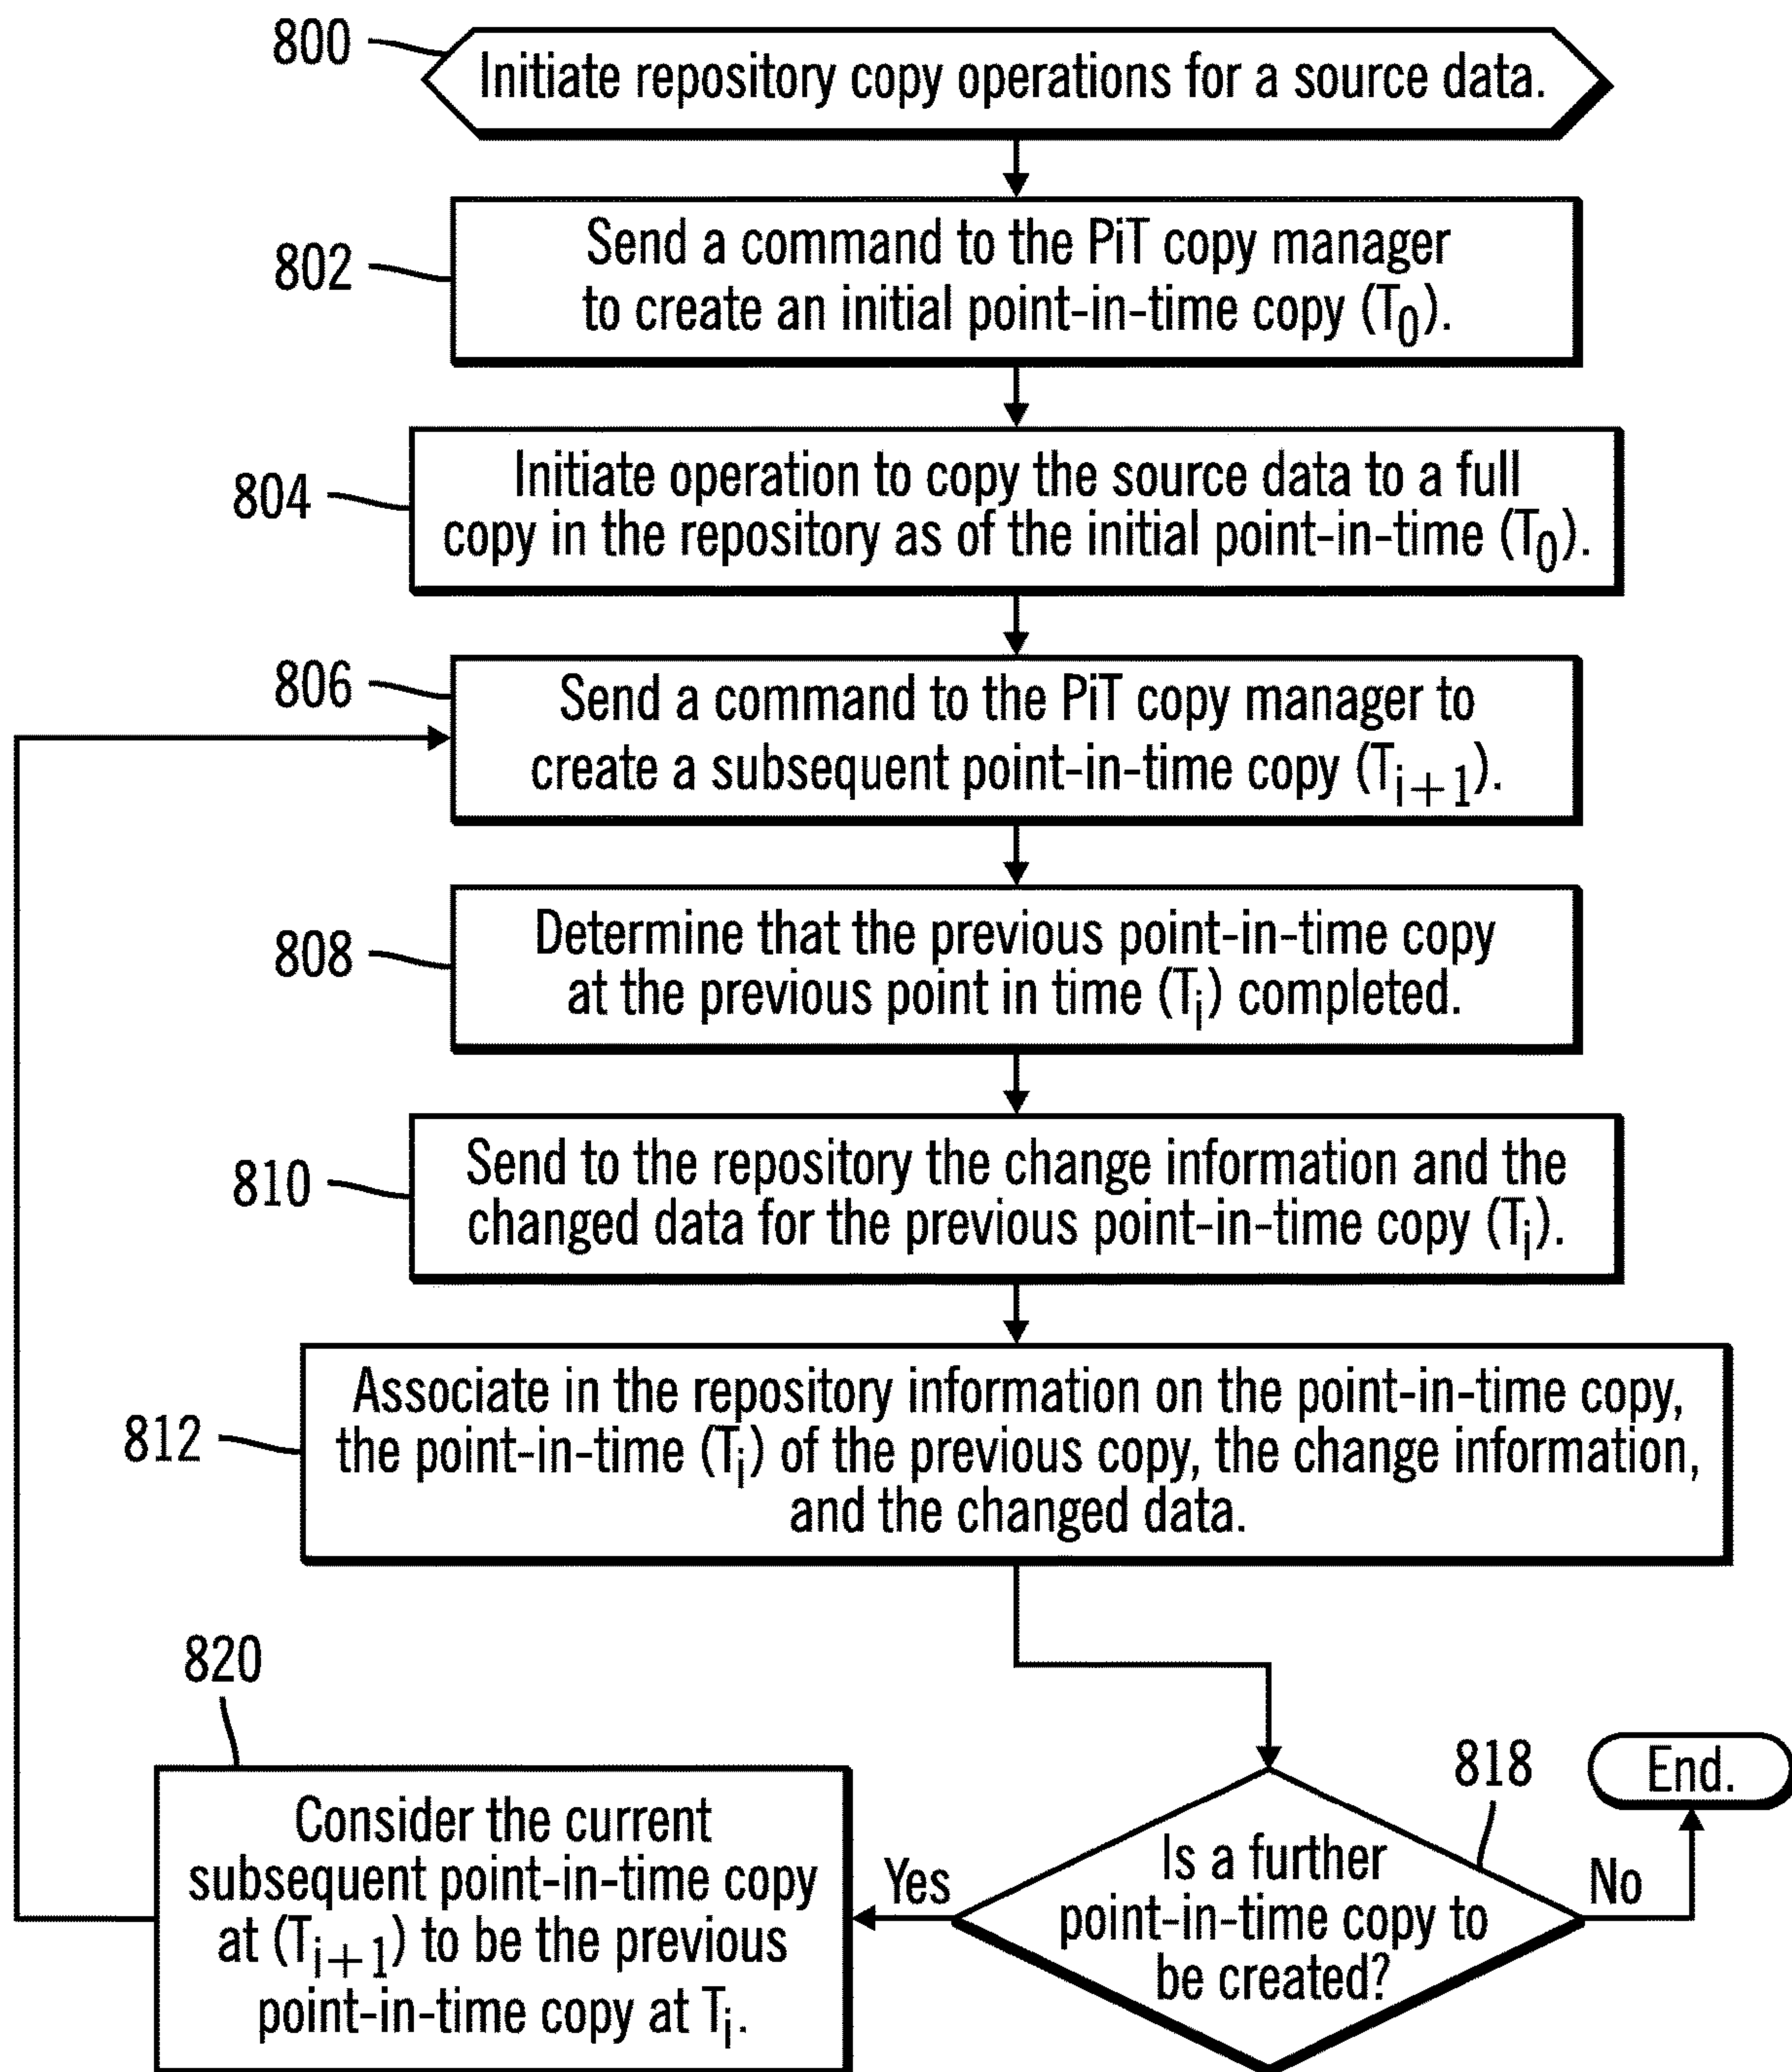 800
Initiate repository copy operations for a source data.
802
Send a command to the PiT copy manager
to create an initial point-in-time copy (T0).
804
Initiate operation to copy the source data to a full
copy in the repository as of the initial point-in-time (T0).
806
Send a command to the PiT copy manager to
create a subsequent point-in-time copy (Ti+1).
808
Determine that the previous point-in-time copy
at the previous point in time (Ti) completed.
810
Send to the repository the change information and the
changed data for the previous point-in-time copy (Ti).
812
Associate in the repository information on the point-in-time copy,
the point-in-time (Ti) of the previous copy, the change information,
and the changed data.
820
Consider the current
subsequent point-in-time copy
at (Ti+1) to be the previous
point-in-time copy at Ti.
Yes
818
Is a further
point-in-time copy to
be created?
No
End.